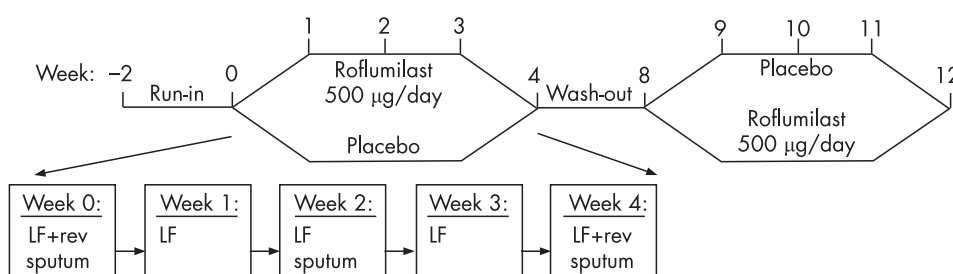 1 2 3 9 10 11
Week: –2 0 Roflumilast 4 8 Placebo 12
Run-in 500 μg/day Wash-out
Placebo Roflumilast
500 μg/day
Week 0: Week 1: Week 2: Week 3: Week 4:
LF+rev LF LF LF LF+rev
sputum sputum sputum